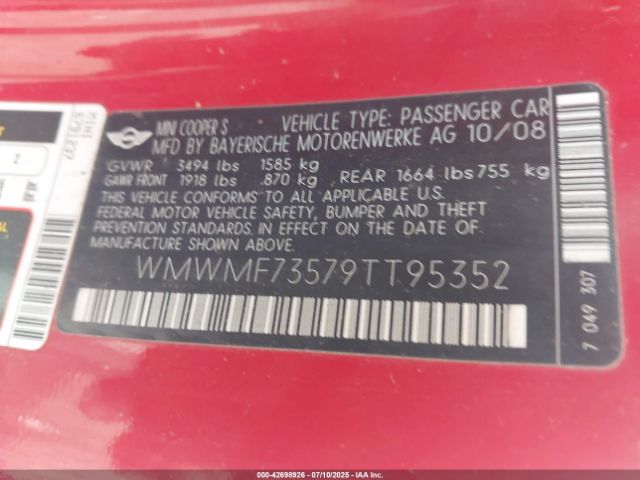 MINI COOPER S VEHICLE TYPE: PASSENGER CAR
MFD BY BAYERISCHE MOTORENWERKE AG 10/08
GVWR 3494 lbs 1585 kg
GAWR FRONT 1918 lbs 870 kg REAR 1664 lbs 755 kg
THIS VEHICLE CONFORMS TO ALL APPLICABLE U.S.
FEDERAL MOTOR VEHICLE SAFETY, BUMPER AND THEFT
PREVENTION STANDARDS IN EFFECT ON THE DATE OF
MANUFACTURE SHOWN ABOVE.
WMWMF73579TT95352
7 049 307
MINI
2
000-42698926 - 07/10/2025 - IAA Inc.